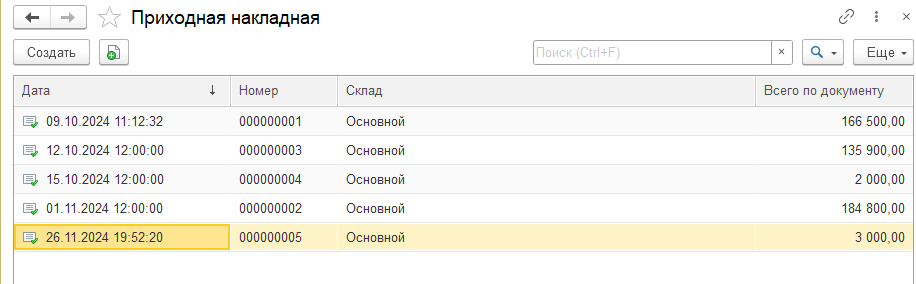 Приходная накладная
Создать Поиск (Ctrl+F) × Еще
Дата ↓ Номер Склад Всего по документу
09.10.2024 11:12:32 000000001 Основной 166 500,00
12.10.2024 12:00:00 000000003 Основной 135 900,00
15.10.2024 12:00:00 000000004 Основной 2 000,00
01.11.2024 12:00:00 000000002 Основной 184 800,00
26.11.2024 19:52:20 000000005 Основной 3 000,00